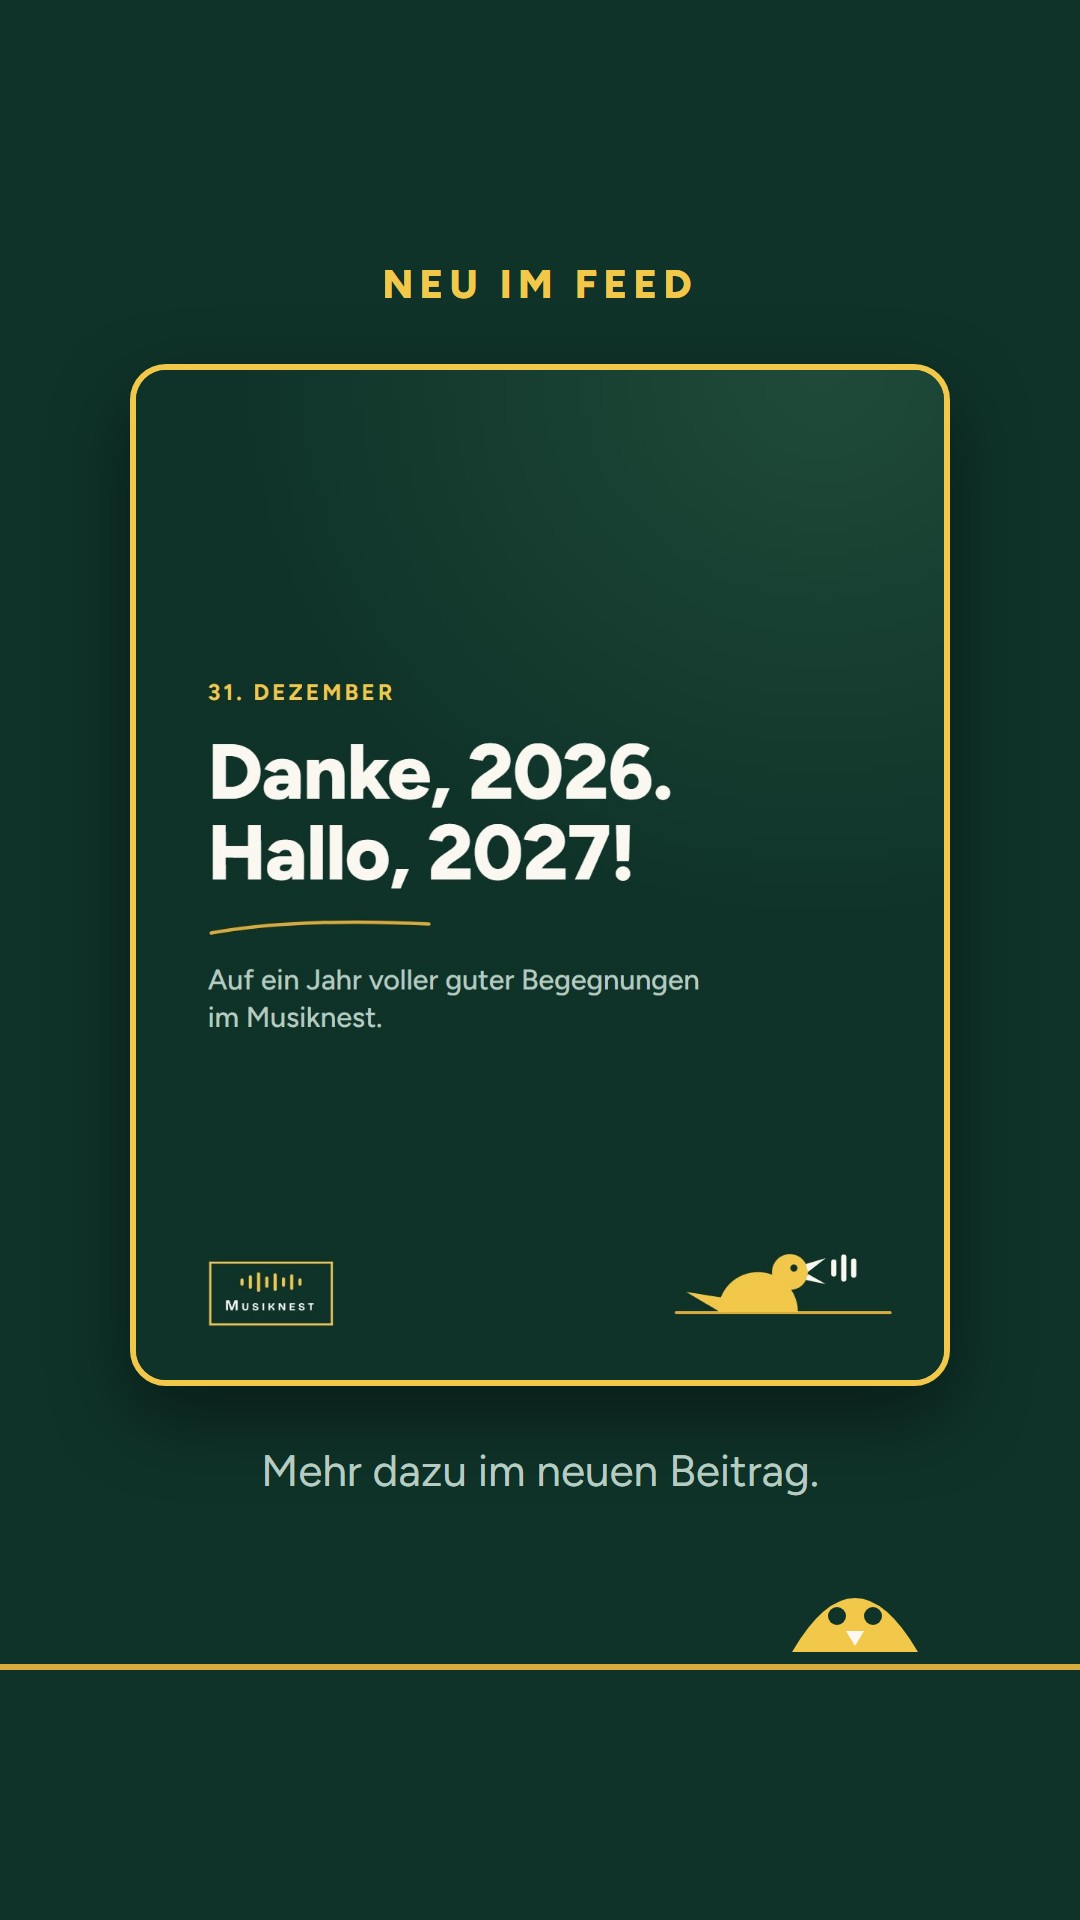 NEU IM FEED
31. DEZEMBER
Danke, 2026.
Hallo, 2027!
Auf ein Jahr voller guter Begegnungen
im Musiknest.
MUSIKNEST
Mehr dazu im neuen Beitrag.